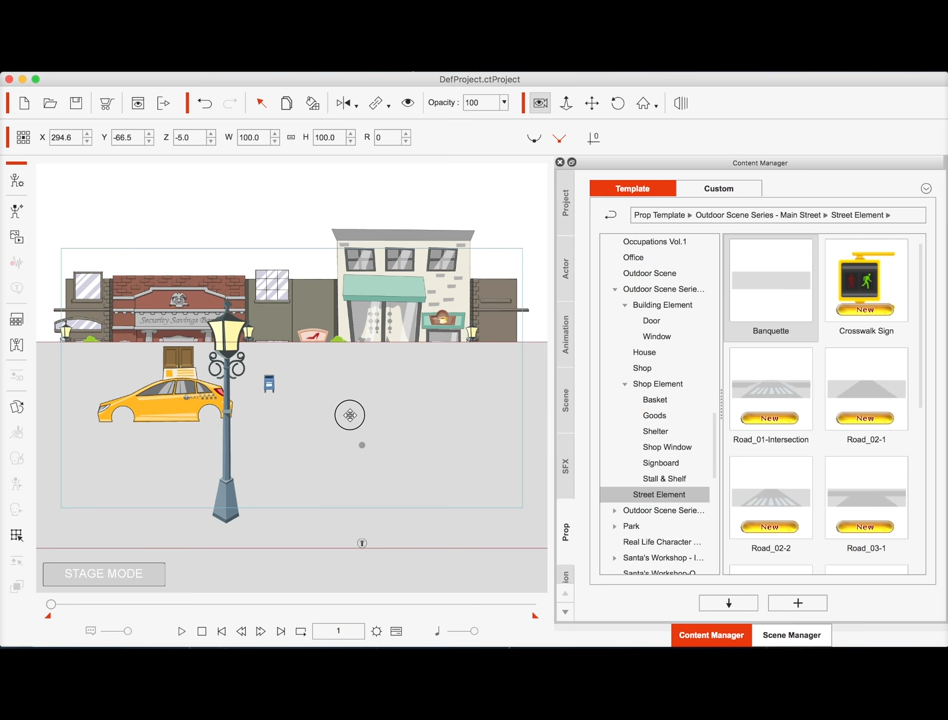 DefProject.ctProject
Opacity : 100
X 294.6 Y -66.5 Z -5.0 W 100.0 H 100.0 R 0
Content Manager
Template Custom
Prop Template Outdoor Scene Series - Main Street Street Element
Project
Actor
Animation
Scene
SFX
Prop
Occupations Vol.1
Office
Outdoor Scene
Outdoor Scene Serie...
Building Element
Door
Window
House
Shop
Shop Element
Basket
Goods
Shelter
Shop Window
Signboard
Stall & Shelf
Street Element
Outdoor Scene Serie...
Park
Real Life Character ...
Santa's Workshop - I...
Santa's Workshop-O
Banquette
New
Crosswalk Sign
New
Road_01-Intersection
New
Road_02-1
New
Road_02-2
New
Road_03-1
Security Savings B
STAGE MODE
1
Content Manager Scene Manager